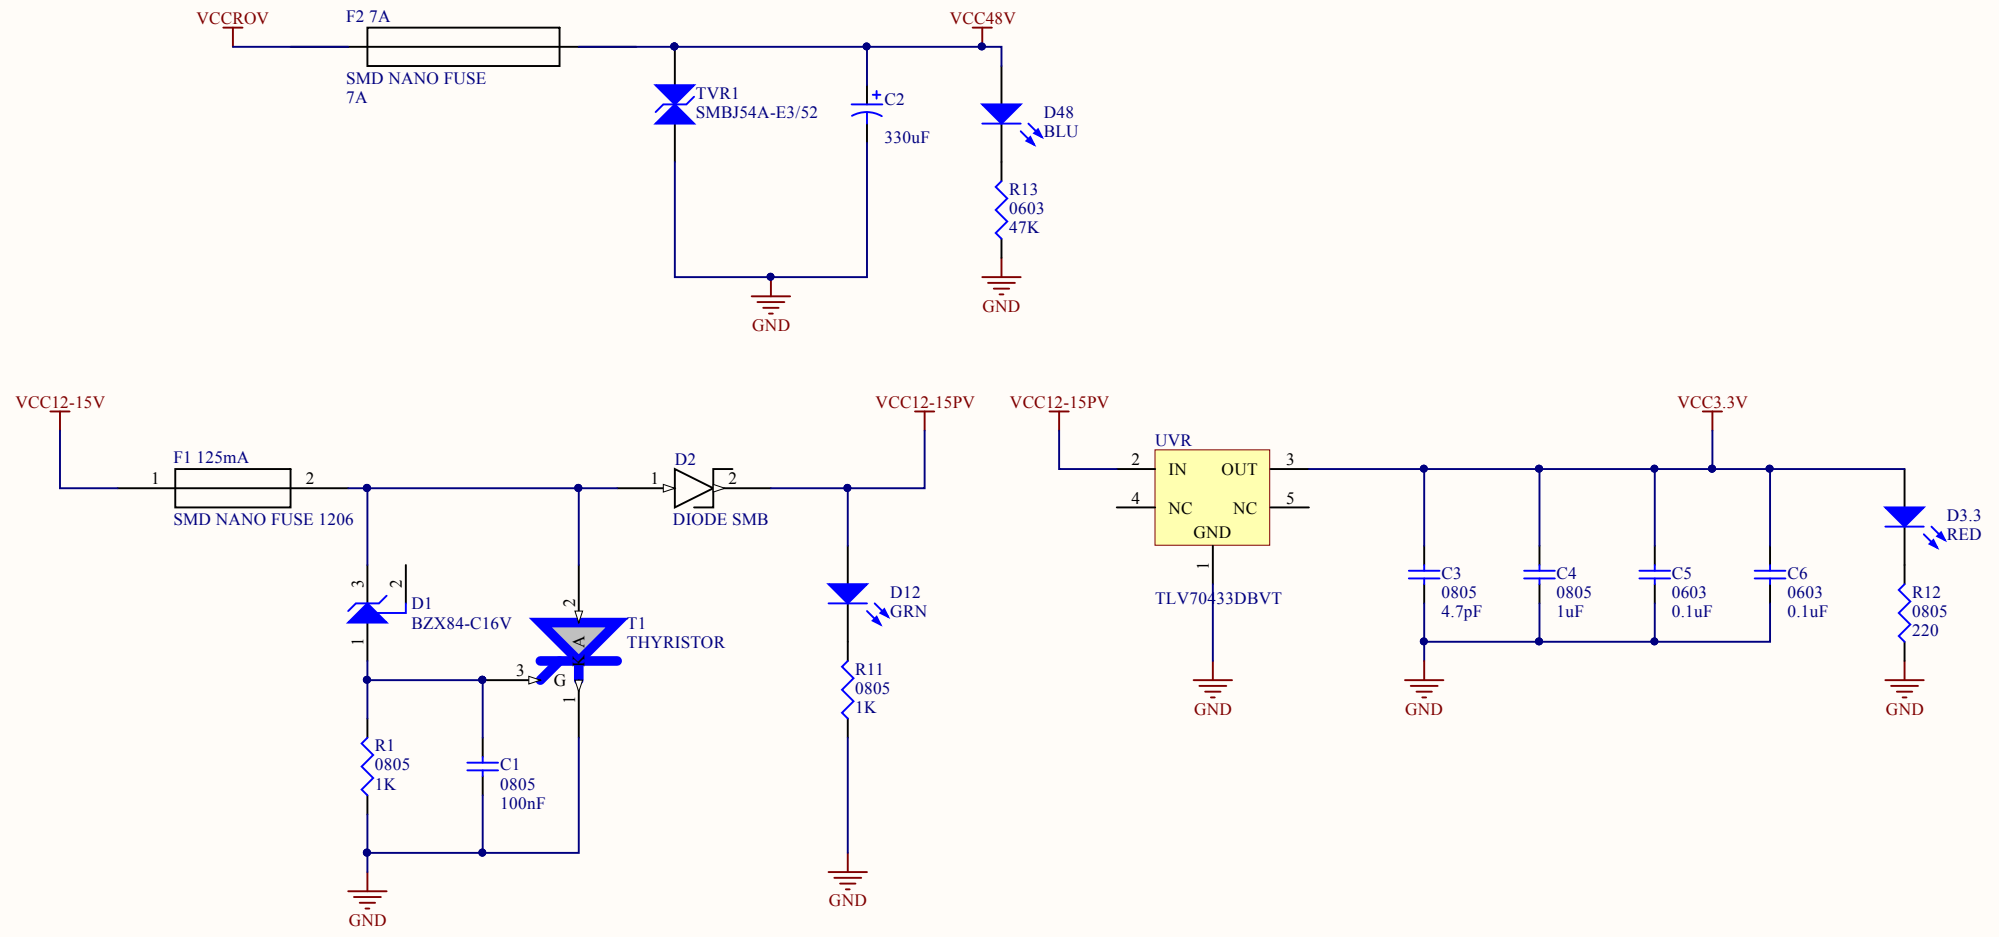 VCCROV
F2 7A
SMD NANO FUSE
7A
TVR1
SMBJ54A-E3/52
+
C2
330uF
VCC48V
D48
BLU
R13
0603
47K
GND
GND
VCC12-15V
F1 125mA
1
2
SMD NANO FUSE 1206
D2
1
2
DIODE SMB
VCC12-15PV
3
2
D1
BZX84-C16V
1
2
T1
THYRISTOR
A
K
3
G
1
D12
GRN
R11
0805
1K
GND
R1
0805
1K
C1
0805
100nF
GND
VCC12-15PV
UVR
2
IN
OUT
3
4
NC
NC
5
GND
1
TLV70433DBVT
GND
VCC3.3V
C3
0805
4.7pF
C4
0805
1uF
C5
0603
0.1uF
C6
0603
0.1uF
GND
D3.3
RED
R12
0805
220
GND